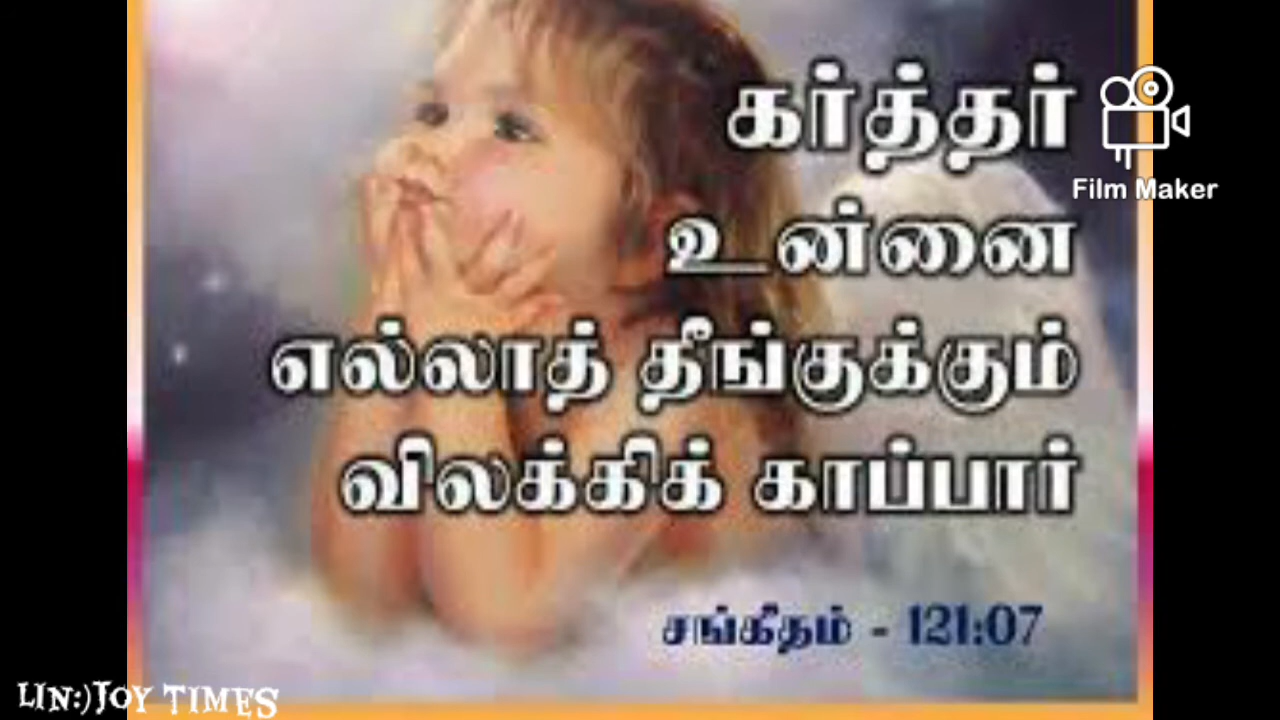 கர்த்தர்
உன்னை
எல்லாத் தீங்குக்கும்
விலக்கிக் காப்பார்
சங்கீதம் - 121:07
Film Maker
LIN:)JOY TIMES